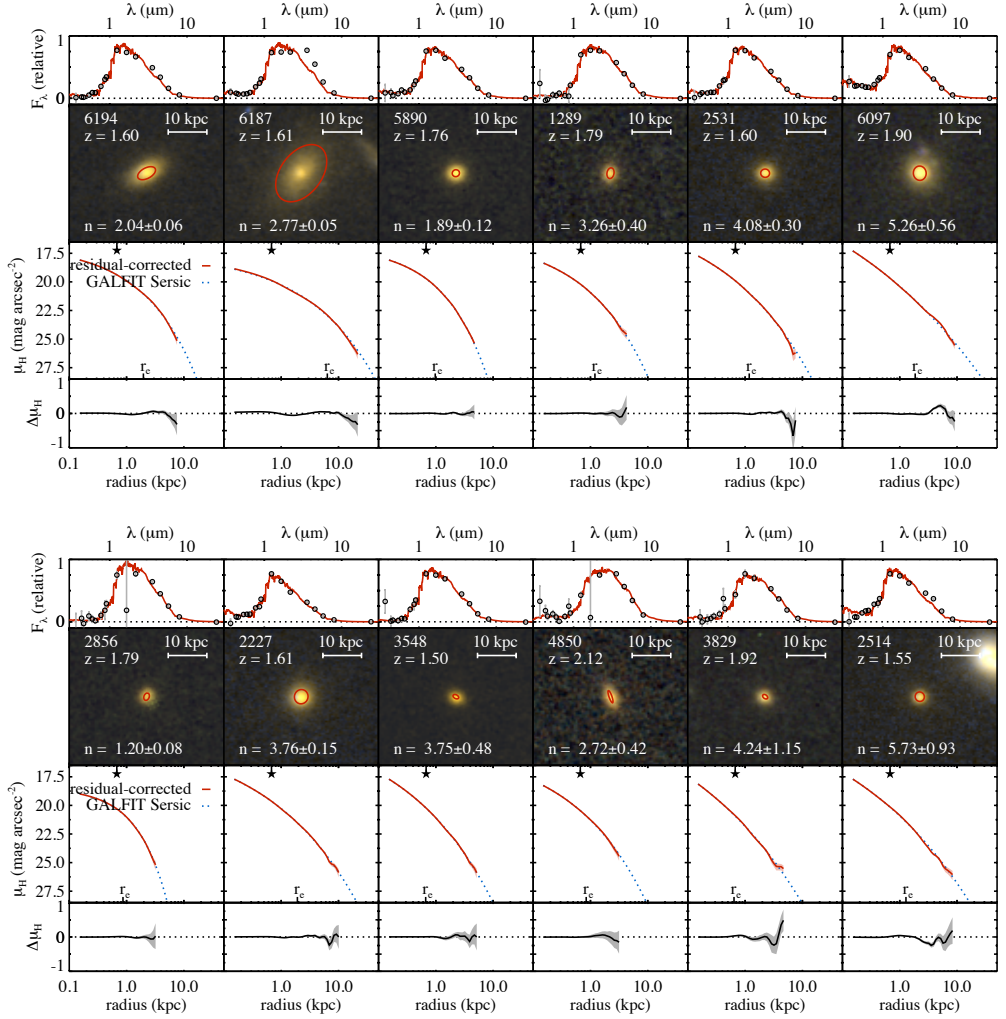 λ (μm) λ (μm) λ (μm) λ (μm) λ (μm) λ (μm)
1 10 1 10 1 10 1 10 1 10 1 10
F_λ (relative)
1
0
6194 10 kpc 6187 10 kpc 5890 10 kpc 1289 10 kpc 2531 10 kpc 6097 10 kpc
z = 1.60 z = 1.61 z = 1.76 z = 1.79 z = 1.60 z = 1.90
n = 2.04±0.06 n = 2.77±0.05 n = 1.89±0.12 n = 3.26±0.40 n = 4.08±0.30 n = 5.26±0.56
μ_H (mag arcsec⁻²)
17.5
residual-corrected
20.0 GALFIT Sersic
22.5
25.0
27.5
r_e r_e r_e r_e r_e r_e
Δμ_H
1
0
-1
0.1 1.0 10.0 1.0 10.0 1.0 10.0 1.0 10.0 1.0 10.0 1.0 10.0
radius (kpc) radius (kpc) radius (kpc) radius (kpc) radius (kpc) radius (kpc)
λ (μm) λ (μm) λ (μm) λ (μm) λ (μm) λ (μm)
1 10 1 10 1 10 1 10 1 10 1 10
F_λ (relative)
1
0
2856 10 kpc 2227 10 kpc 3548 10 kpc 4850 10 kpc 3829 10 kpc 2514 10 kpc
z = 1.79 z = 1.61 z = 1.50 z = 2.12 z = 1.92 z = 1.55
n = 1.20±0.08 n = 3.76±0.15 n = 3.75±0.48 n = 2.72±0.42 n = 4.24±1.15 n = 5.73±0.93
μ_H (mag arcsec⁻²)
17.5
residual-corrected
20.0 GALFIT Sersic
22.5
25.0
27.5
r_e r_e r_e r_e r_e r_e
Δμ_H
1
0
-1
0.1 1.0 10.0 1.0 10.0 1.0 10.0 1.0 10.0 1.0 10.0 1.0 10.0
radius (kpc) radius (kpc) radius (kpc) radius (kpc) radius (kpc) radius (kpc)